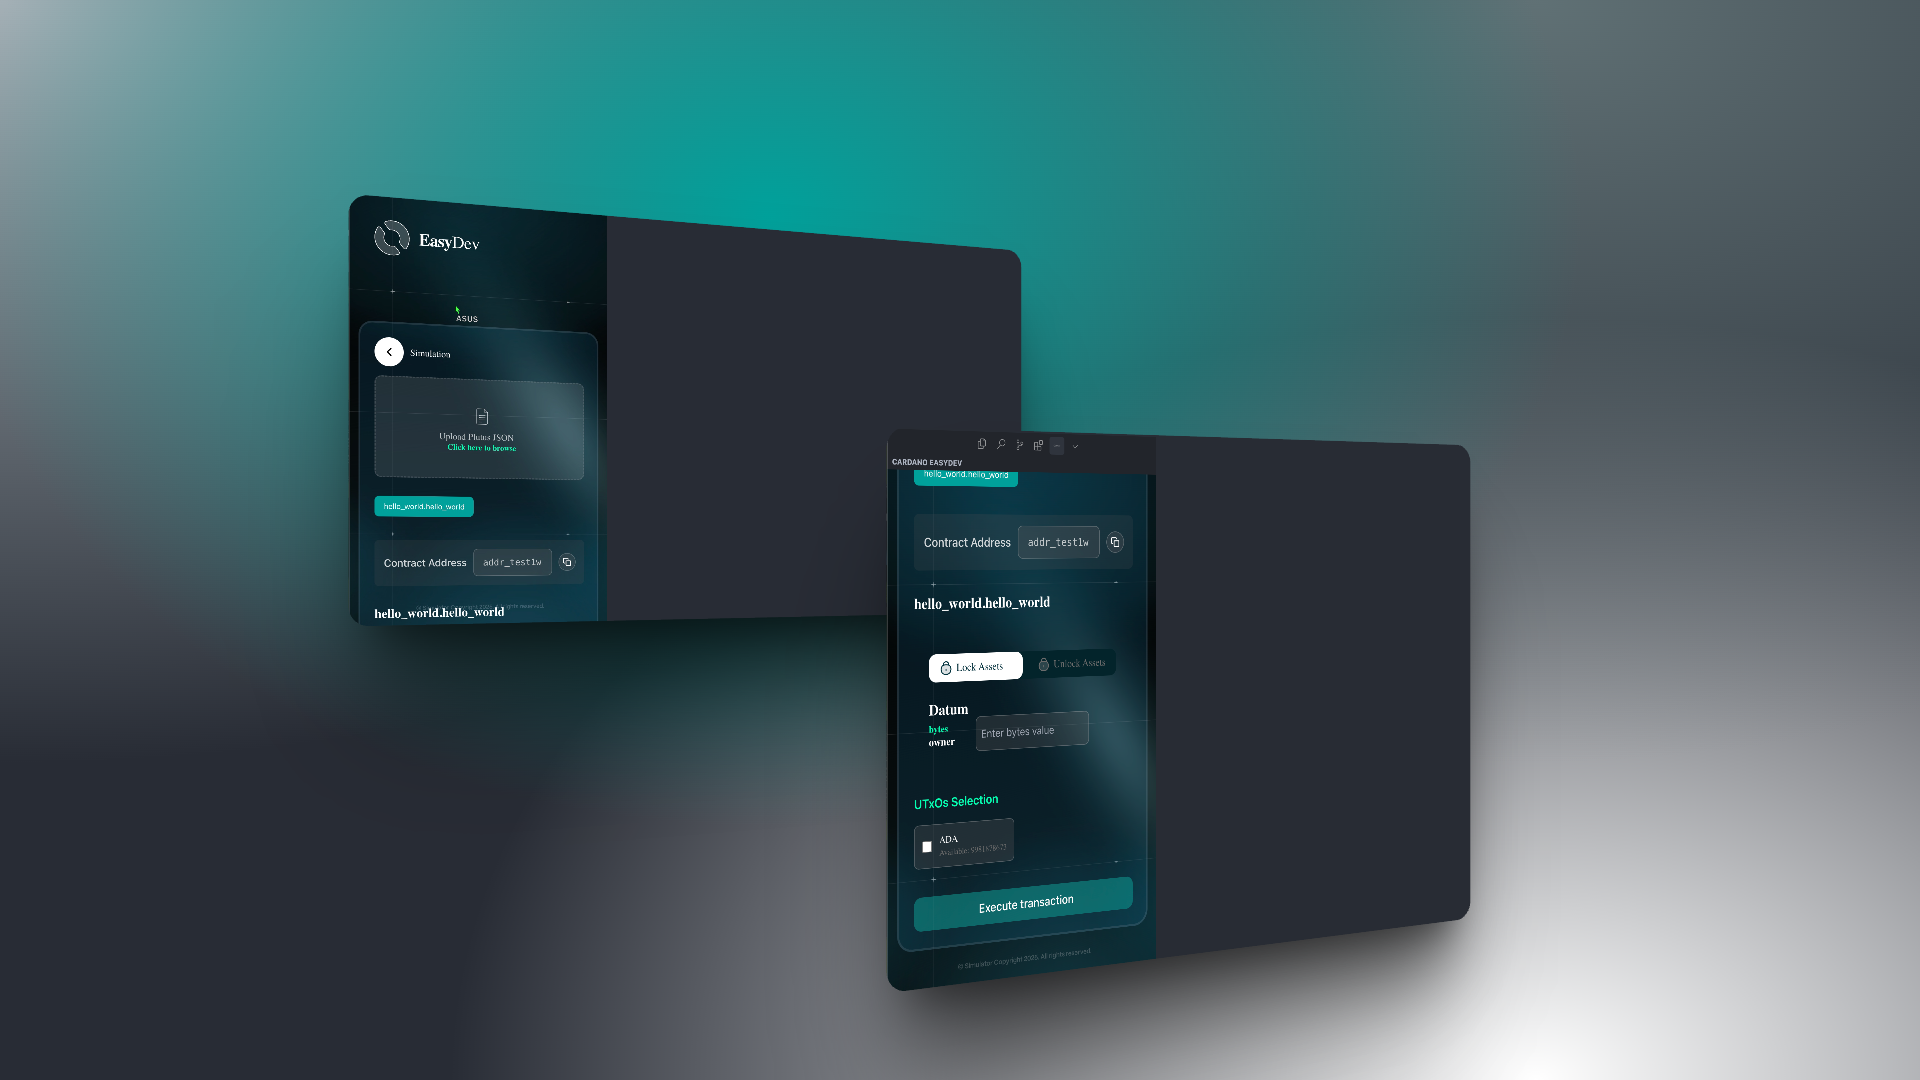 EasyDev
ASUS
Simulation
Upload Plutus JSON
Click here to browse
hello_world.hello_world
Contract Address addr_test1w
hello_world.hello_world
CARDANO EASYDEV
hello_world.hello_world
Contract Address addr_test1w
hello_world.hello_world
Lock Assets Unlock Assets
Datum
bytes
owner
Enter bytes value
UTxOs Selection
ADA
Available:
Execute transaction
© Simulator Copyright 2025. All rights reserved.